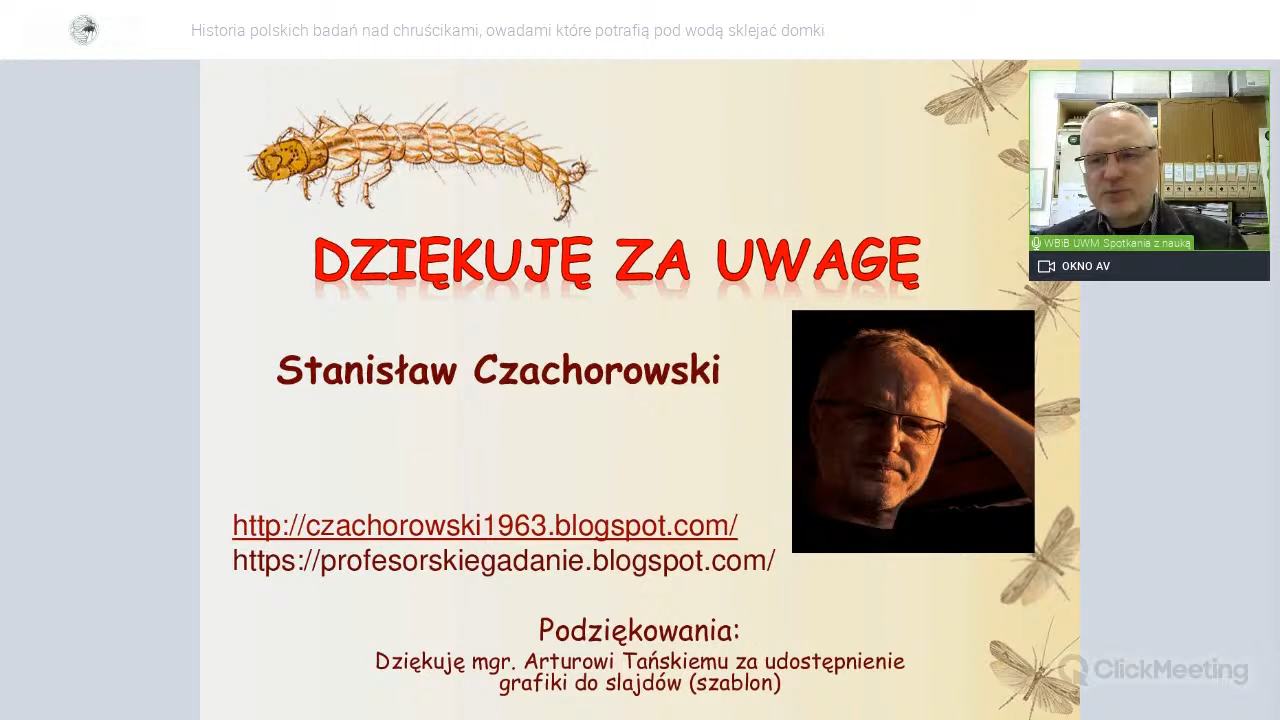 Historia polskich badań nad chruścikami, owadami które potrafią pod wodą sklejać domki
WBiB UWM Spotkania z nauką
OKNO AV
DZIĘKUJĘ ZA UWAGĘ
Stanisław Czachorowski
http://czachorowski1963.blogspot.com/
https://profesorskiegadanie.blogspot.com/
Podziękowania:
Dziękuję mgr. Arturowi Tańskiemu za udostępnienie
grafiki do slajdów (szablon)
ClickMeeting